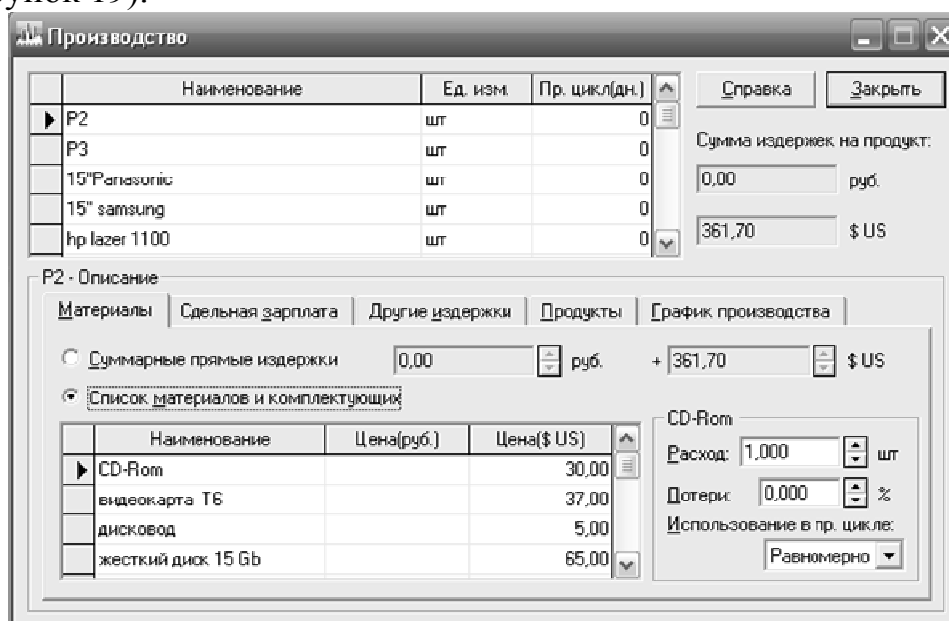 унок 19).
Производство
Наименование Ед. изм. Пр. цикл(дн.)
P2 шт 0
P3 шт 0
15"Panasonic шт 0
15" samsung шт 0
hp lazer 1100 шт 0
Справка Закрыть
Сумма издержек на продукт:
0,00 руб.
361,70 $ US
P2 - Описание
Материалы Сдельная зарплата Другие издержки Продукты График производства
Суммарные прямые издержки 0,00 руб. + 361,70 $ US
Список материалов и комплектующих
Наименование Цена(руб.) Цена($ US)
CD-Rom 30,00
видеокарта Т6 37,00
дисковод 5,00
жесткий диск 15 Gb 65,00
CD-Rom
Расход: 1,000 шт
Потери: 0,000 %
Использование в пр. цикле:
Равномерно